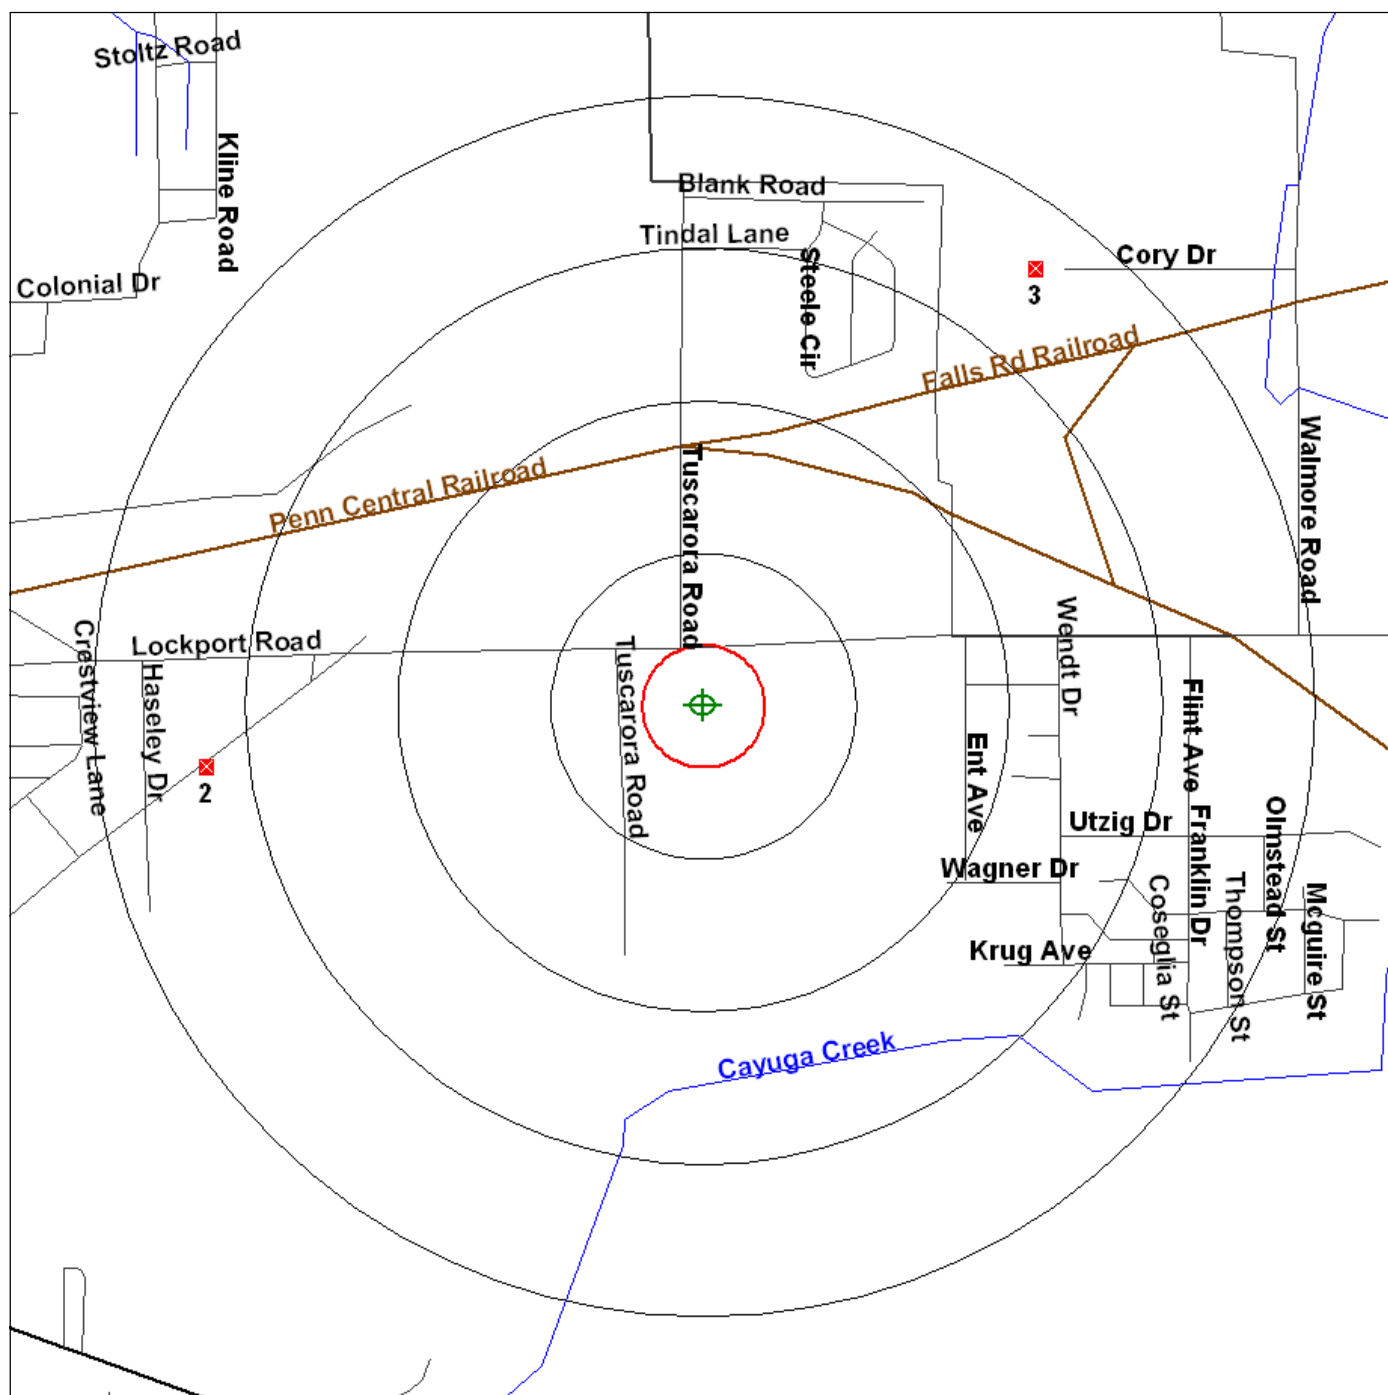 Stoltz Road
Kline Road
Blank Road
Tindal Lane
Steele Cir
Cory Dr
Colonial Dr
3
Falls Rd Railroad
Penn Central Railroad
Tuscarora Road
Walmore Road
Lockport Road
Crestview Lane
Haseley Dr
Tuscarora Road
Wendt Dr
Flint Ave
Ent Ave
2
Utzig Dr
Franklin Dr
Olmstead St
Wagner Dr
Coseglia St
Thompson St
Mcguire St
Krug Ave
Cayuga Creek